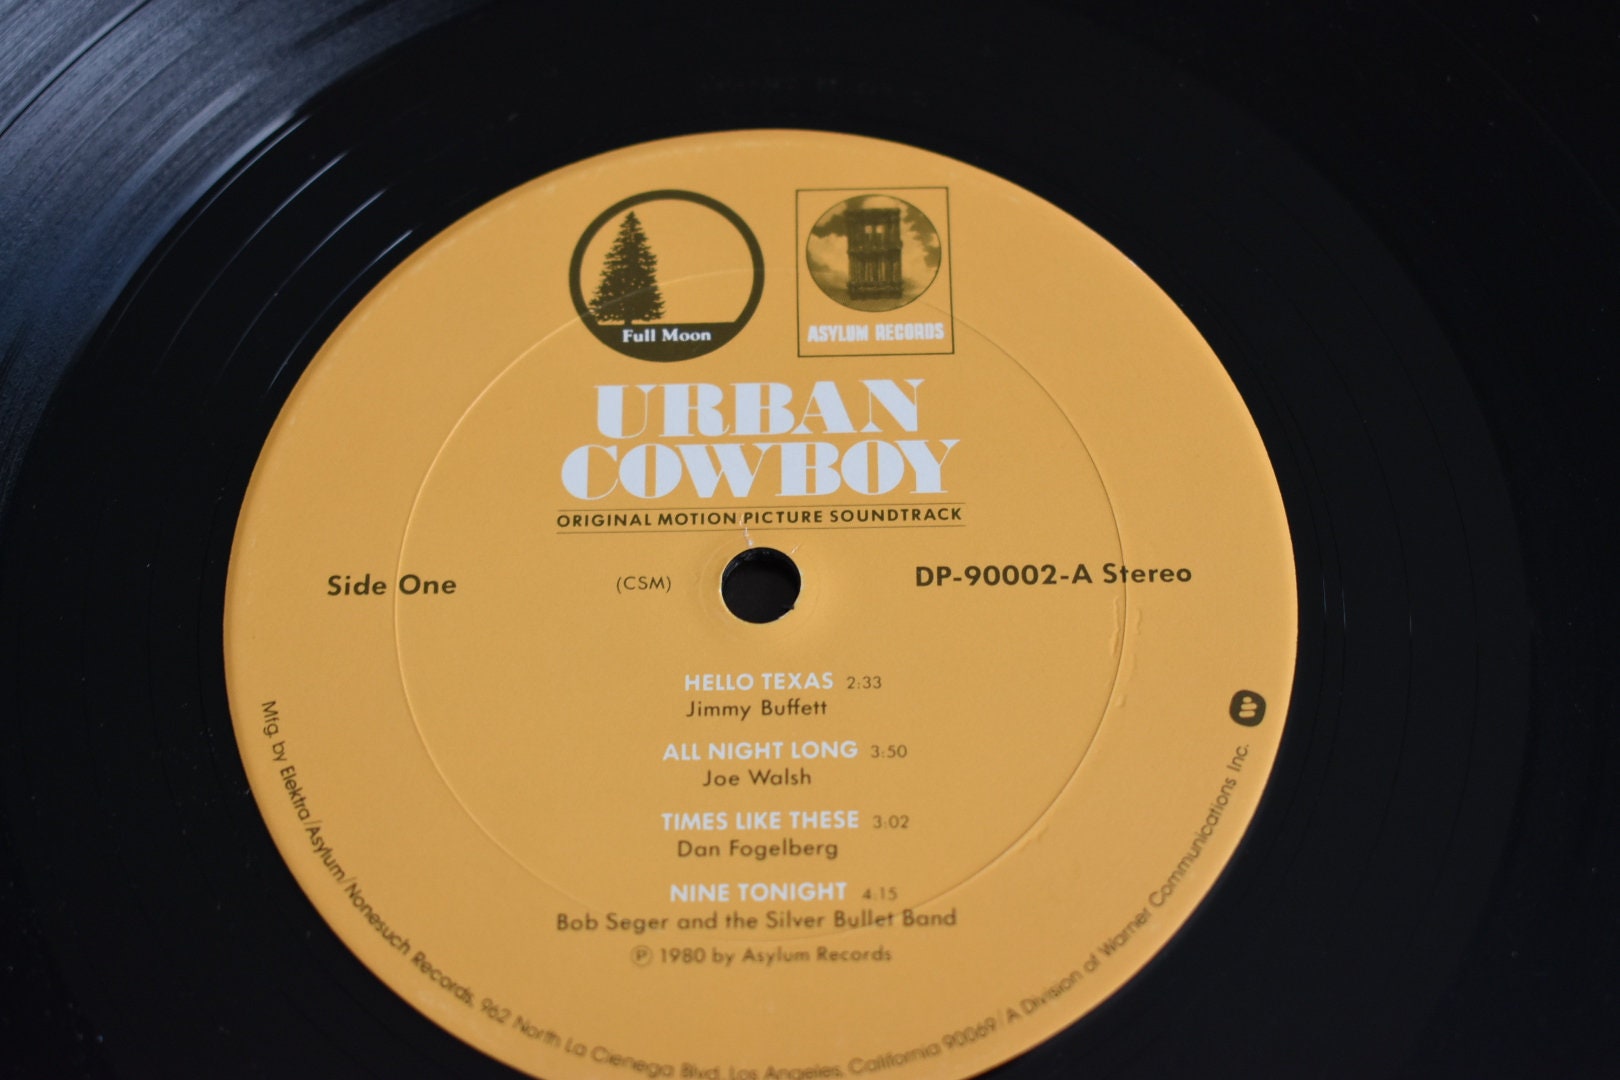 Full Moon
ASYLUM RECORDS
URBAN
COWBOY
ORIGINAL MOTION PICTURE SOUNDTRACK
Side One
(CSM)
DP-90002-A Stereo
HELLO TEXAS 2:33
Jimmy Buffett
ALL NIGHT LONG 3:50
Joe Walsh
TIMES LIKE THESE 3:02
Dan Fogelberg
NINE TONIGHT 4:15
Bob Seger and the Silver Bullet Band
℗ 1980 by Asylum Records
Mfg. by Elektra/Asylum/Nonesuch Records, 962 North La Cienega Blvd., Los Angeles, California 90069/A Division of Warner Communications Inc.